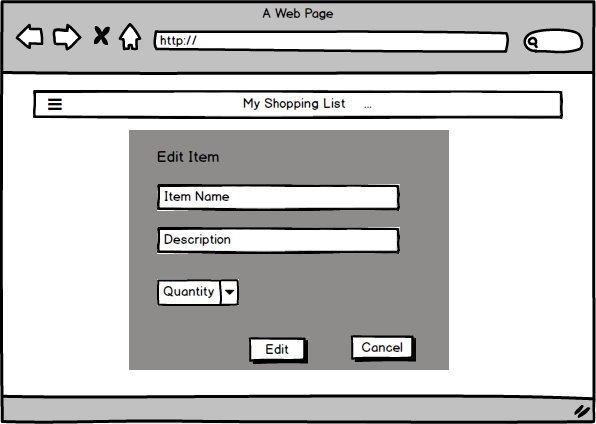 A Web Page
http://
My Shopping List ...
Edit Item
Item Name
Description
Quantity
Edit Cancel